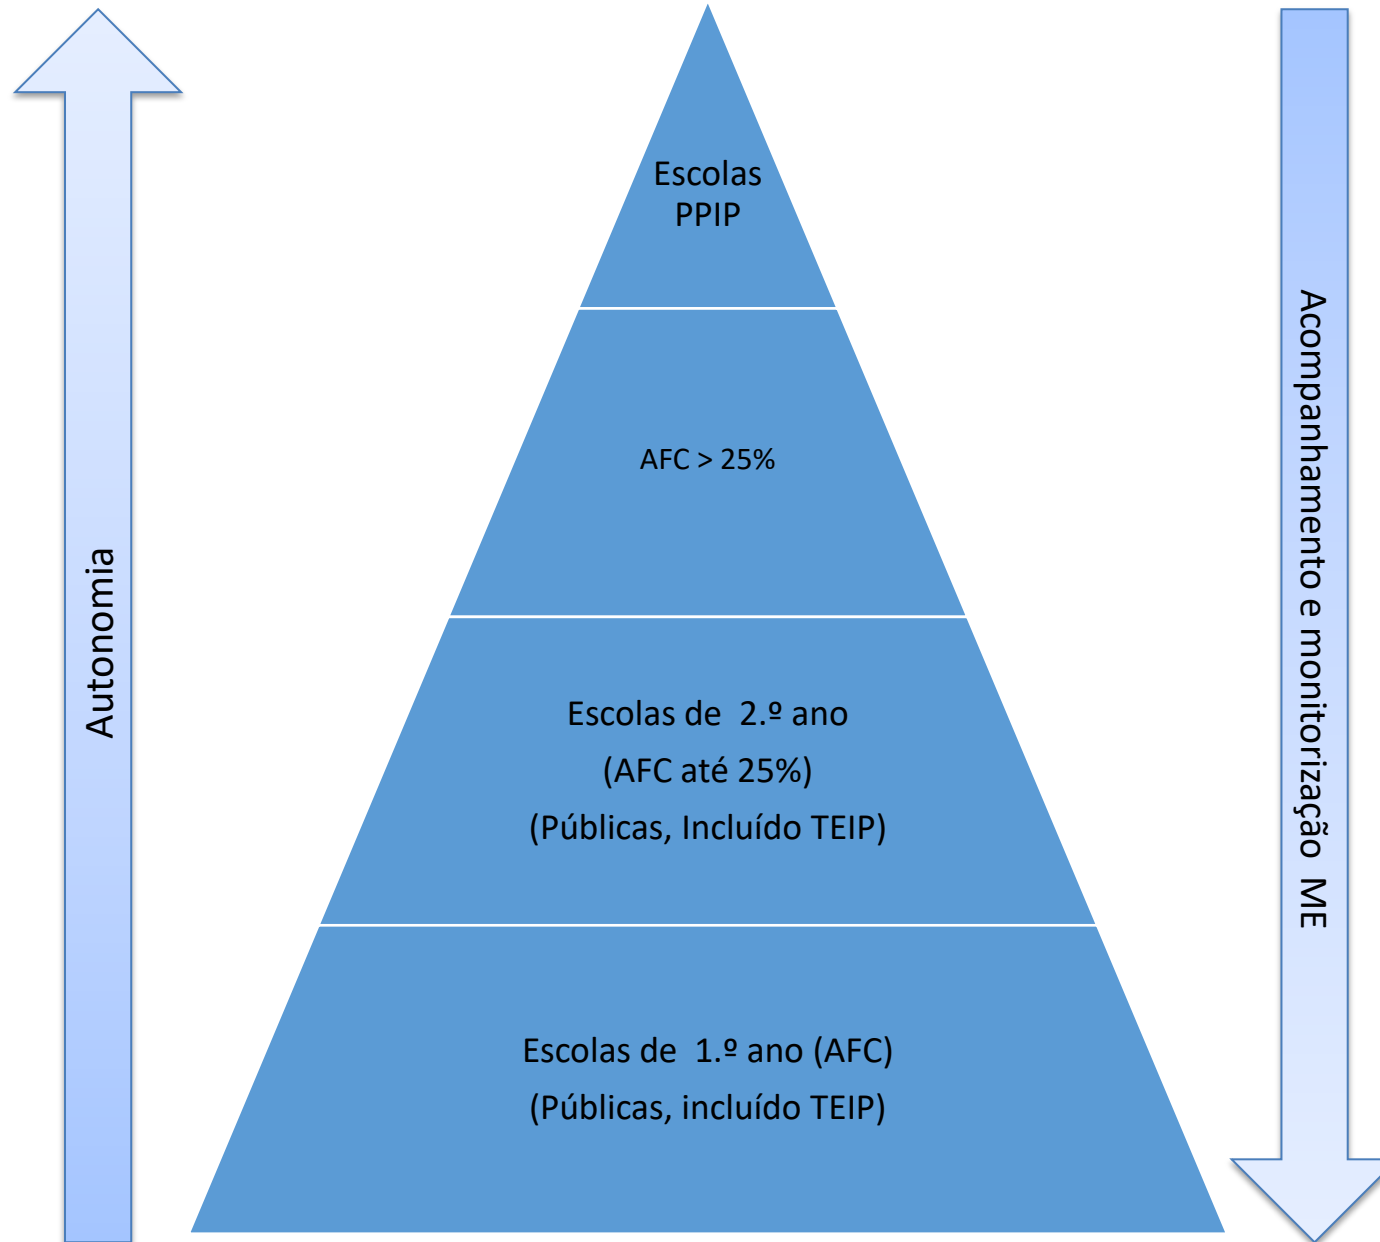 Escolas
PPIP
AFC > 25%
Escolas de 2.º ano
(AFC até 25%)
(Públicas, Incluído TEIP)
Escolas de 1.º ano (AFC)
(Públicas, incluído TEIP)
Autonomia
Acompanhamento e monitorização ME